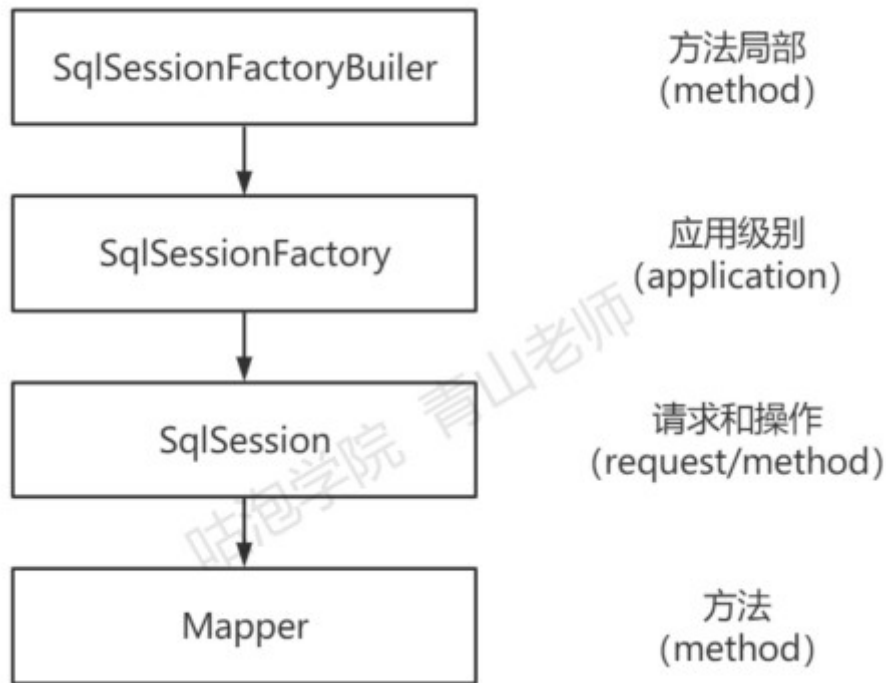 SqlSessionFactoryBuiler
方法局部
(method)
SqlSessionFactory
应用级别
(application)
SqlSession
请求和操作
(request/method)
Mapper
方法
(method)
咕泡学院 青山老师